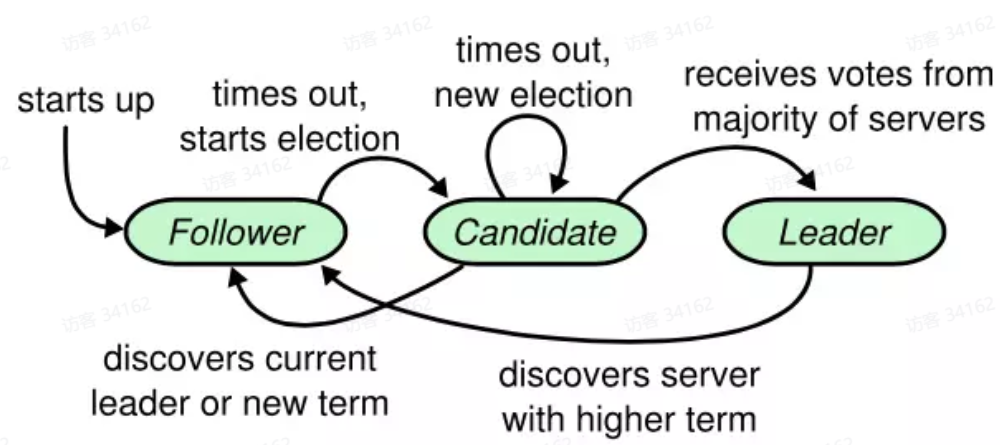 访客 34162
访客 34162
访客 34162
访客 34162
times out,
new election
receives votes from
majority of servers
starts up
times out,
starts election
访客 34162
访客 34162
访客 34162
Follower
Candidate
Leader
访客 34162
访客 34162
访客 34162
访客 34162
discovers current
leader or new term
discovers server
with higher term